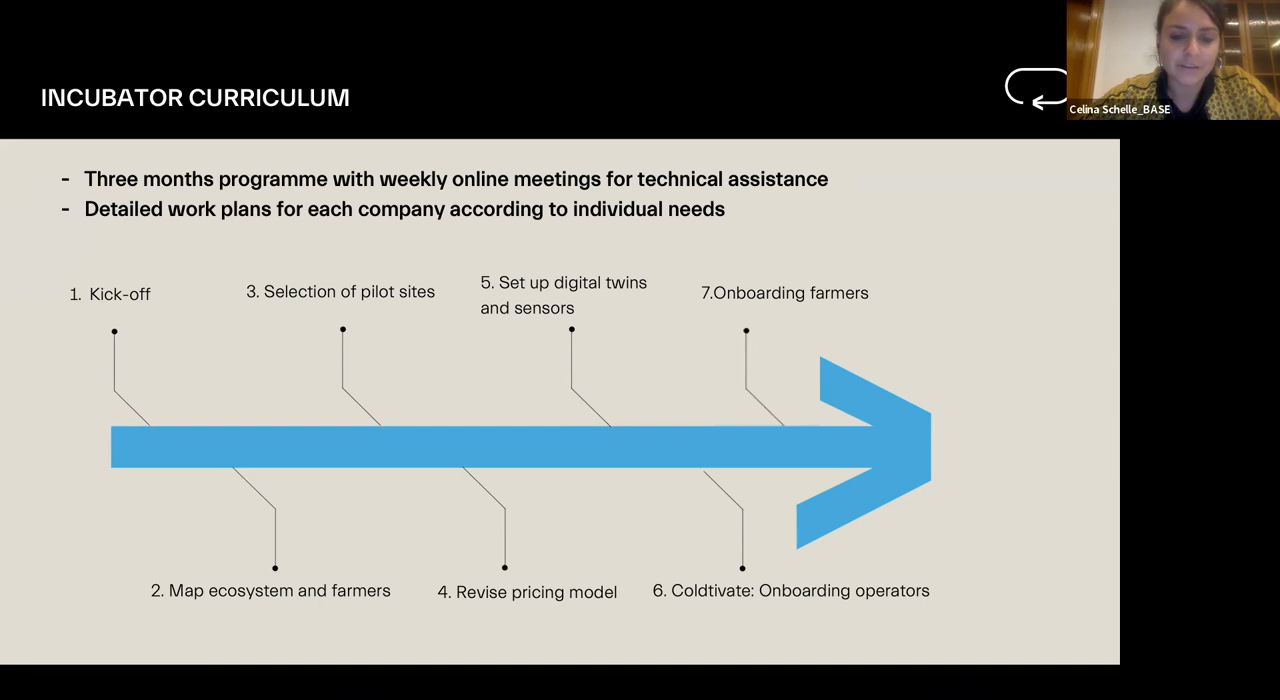 INCUBATOR CURRICULUM
Celina Schelle_BASE
- Three months programme with weekly online meetings for technical assistance
- Detailed work plans for each company according to individual needs
1. Kick-off
3. Selection of pilot sites
5. Set up digital twins
and sensors
7.Onboarding farmers
2. Map ecosystem and farmers
4. Revise pricing model
6. Coldtivate: Onboarding operators